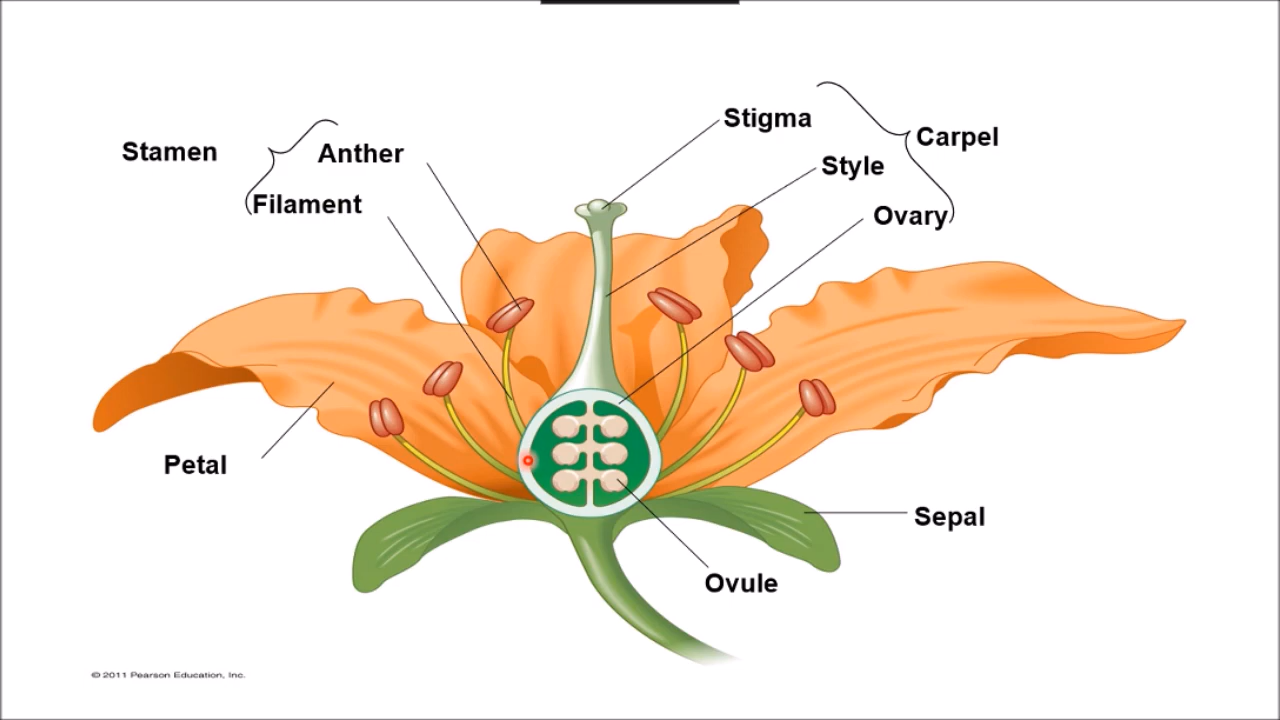 Stigma
Carpel
Stamen
Anther
Style
Filament
Ovary
Petal
Sepal
Ovule
© 2011 Pearson Education, Inc.